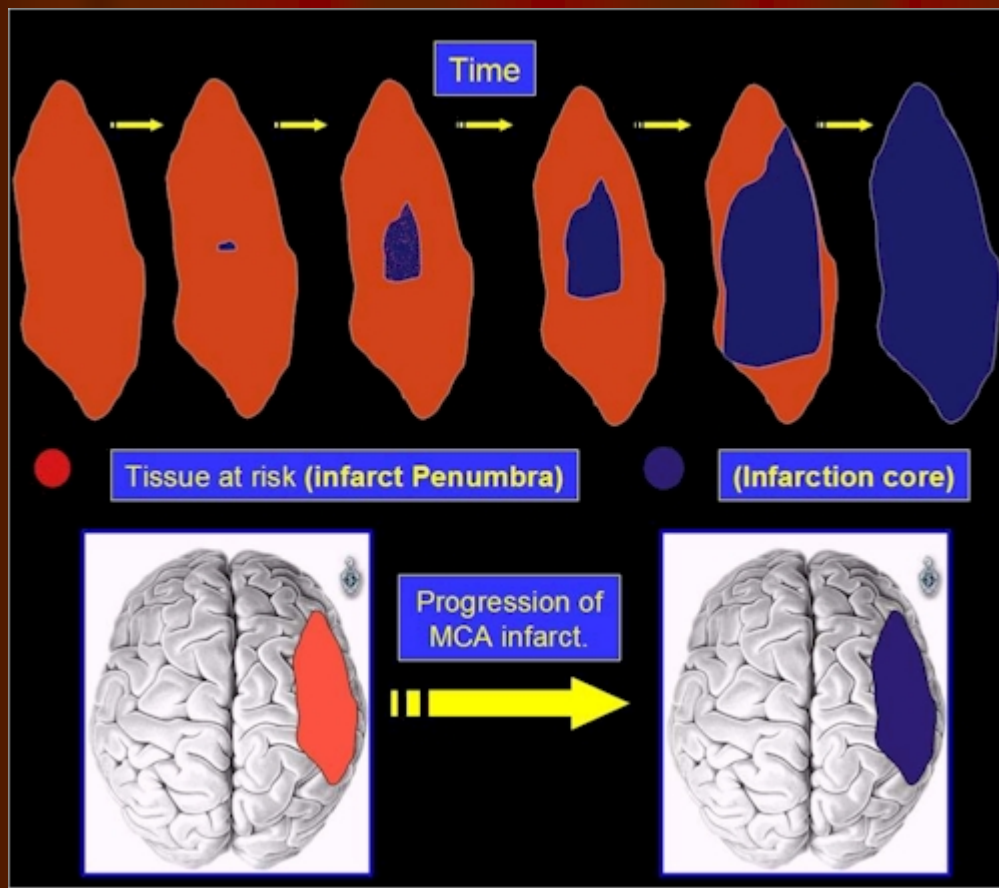 Time
Tissue at risk (infarct Penumbra)
(Infarction core)
Progression of
MCA infarct.